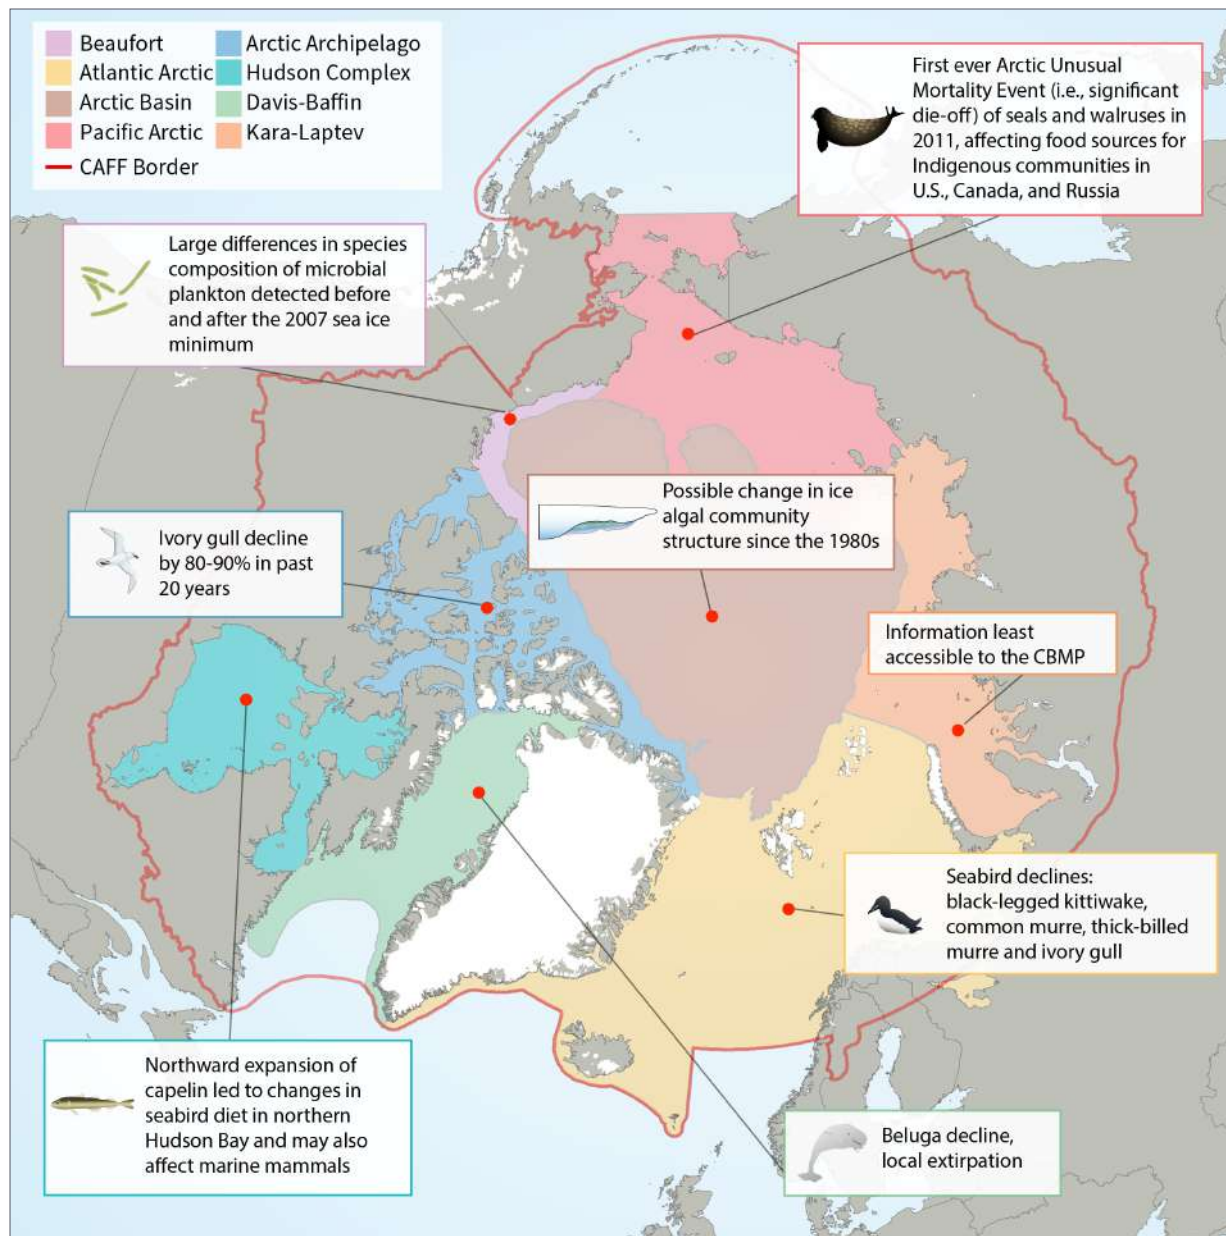 Beaufort
Atlantic Arctic
Arctic Basin
Pacific Arctic
Arctic Archipelago
Hudson Complex
Davis-Baffin
Kara-Laptev
CAFF Border
First ever Arctic Unusual
Mortality Event (i.e., significant
die-off) of seals and walruses in
2011, affecting food sources for
Indigenous communities in
U.S., Canada, and Russia
Large differences in species
composition of microbial
plankton detected before
and after the 2007 sea ice
minimum
Possible change in ice
algal community
structure since the 1980s
Ivory gull decline
by 80-90% in past
20 years
Information least
accessible to the CBMP
Seabird declines:
black-legged kittiwake,
common murre, thick-billed
murre and ivory gull
Northward expansion of
capelin led to changes in
seabird diet in northern
Hudson Bay and may also
affect marine mammals
Beluga decline,
local extirpation